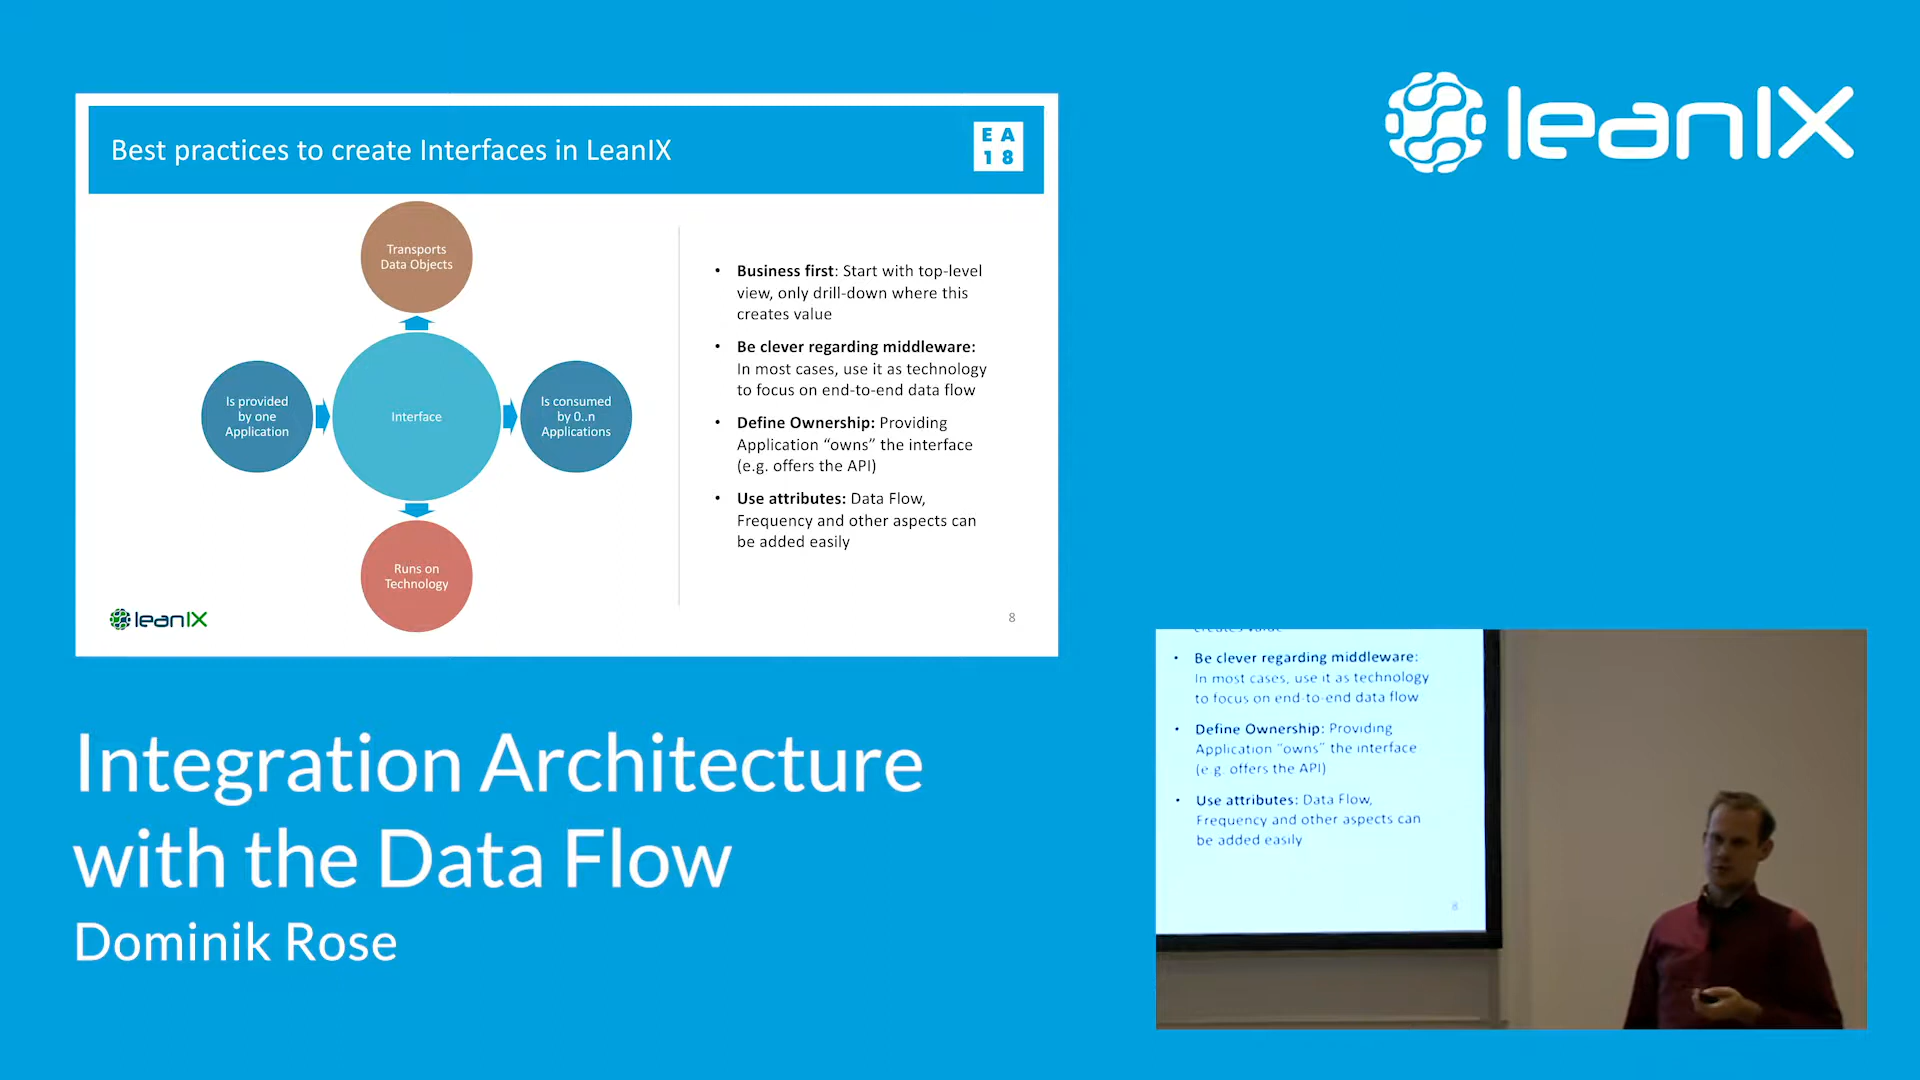 leanIX
Best practices to create Interfaces in LeanIX
E A
1 8
Transports
Data Objects
Is provided
by one
Application
Interface
Is consumed
by 0..n
Applications
Runs on
Technology
• Business first: Start with top-level
view, only drill-down where this
creates value
• Be clever regarding middleware:
In most cases, use it as technology
to focus on end-to-end data flow
• Define Ownership: Providing
Application “owns” the interface
(e.g. offers the API)
• Use attributes: Data Flow,
Frequency and other aspects can
be added easily
leanIX
8
Integration Architecture
with the Data Flow
Dominik Rose
creates value
• Be clever regarding middleware:
In most cases, use it as technology
to focus on end-to-end data flow
• Define Ownership: Providing
Application “owns” the interface
(e.g. offers the API)
• Use attributes: Data Flow,
Frequency and other aspects can
be added easily
8